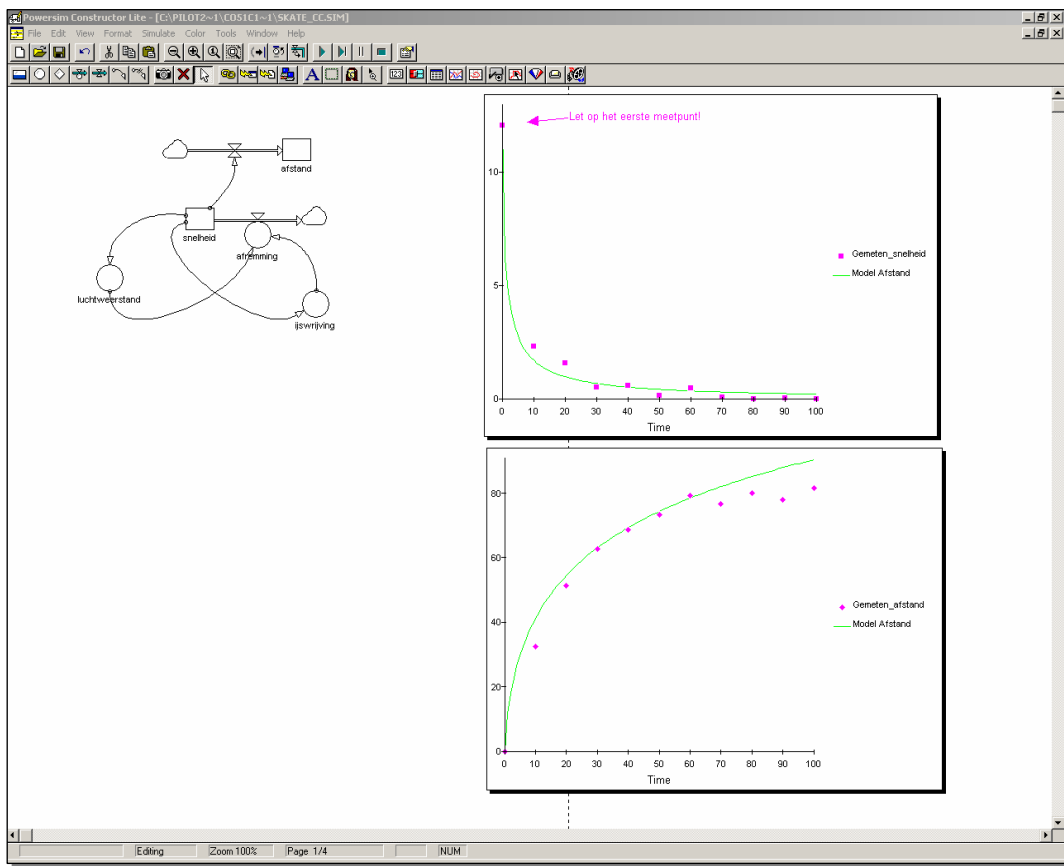 Powersim Constructor Lite - [C:\PILOT2~1\CO51C1~1\SKATE_CC.SIM]
File Edit View Format Simulate Color Tools Window Help
Let op het eerste meetpunt!
afstand
snelheid
afremming
luchtweerstand
ijswrijving
10
5
0
0 10 20 30 40 50 60 70 80 90 100
Time
Gemeten_snelheid
Model Afstand
80
60
40
20
0
0 10 20 30 40 50 60 70 80 90 100
Time
Gemeten_afstand
Model Afstand
Editing Zoom 100% Page 1/4 NUM